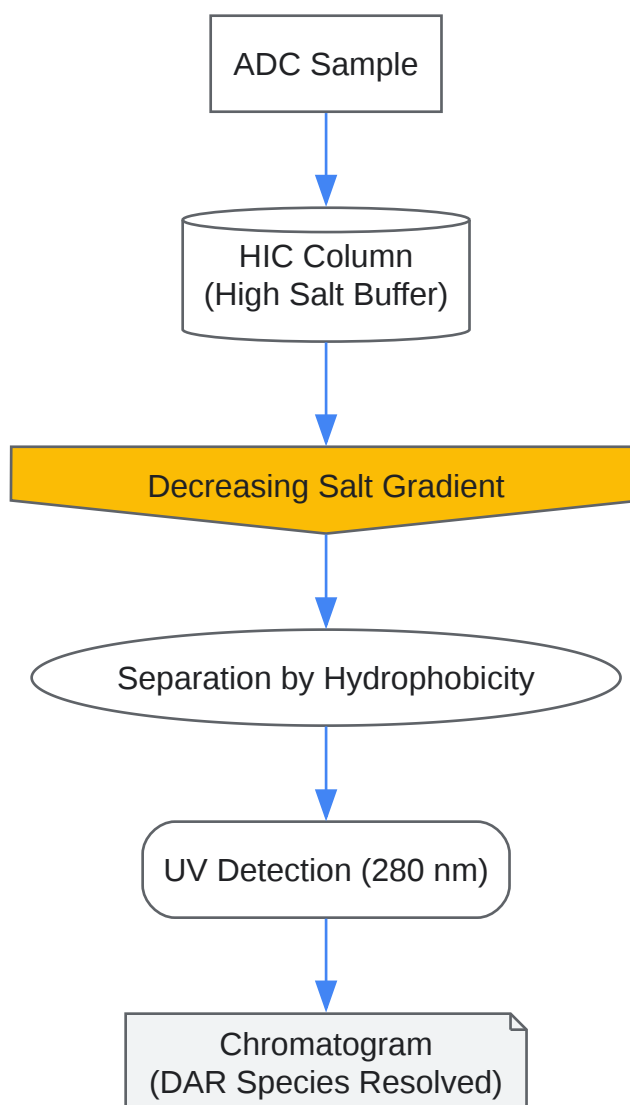 ADC Sample
HIC Column
(High Salt Buffer)
Decreasing Salt Gradient
Separation by Hydrophobicity
UV Detection (280 nm)
Chromatogram
(DAR Species Resolved)